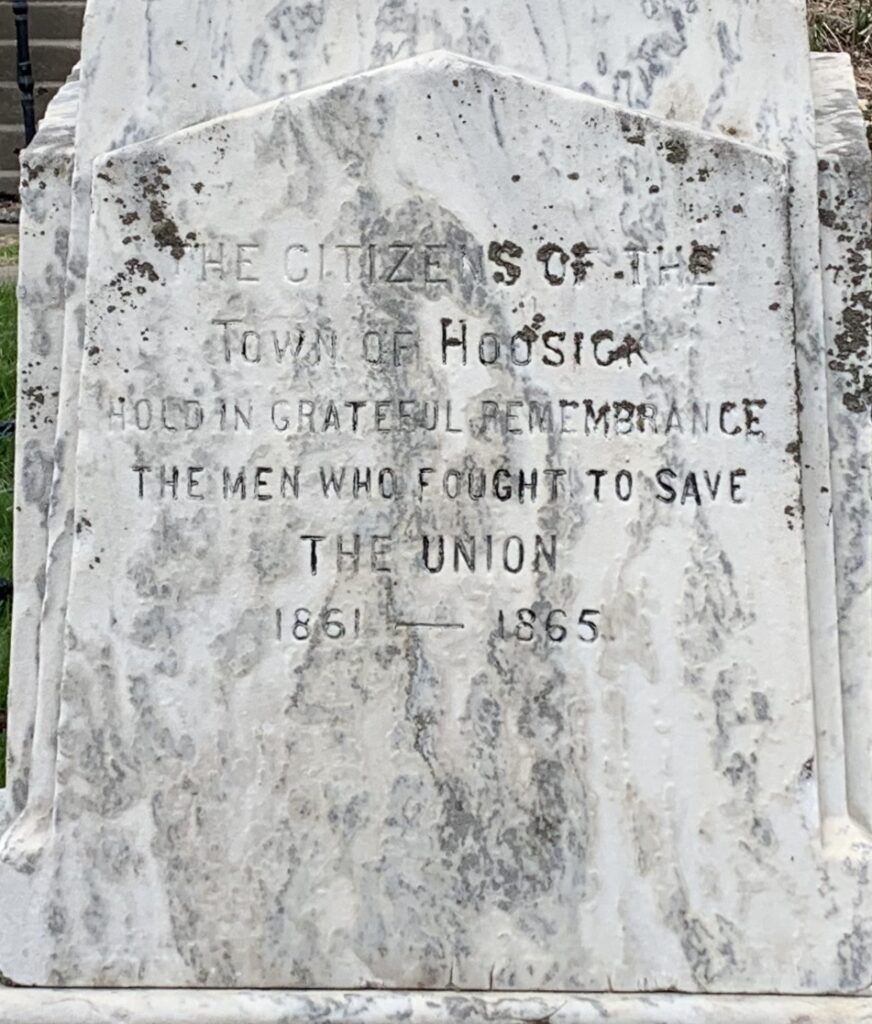 THE CITIZENS OF THE
TOWN OF HOOSICK
HOLD IN GRATEFUL REMEMBRANCE
THE MEN WHO FOUGHT TO SAVE
THE UNION
1861 — 1865